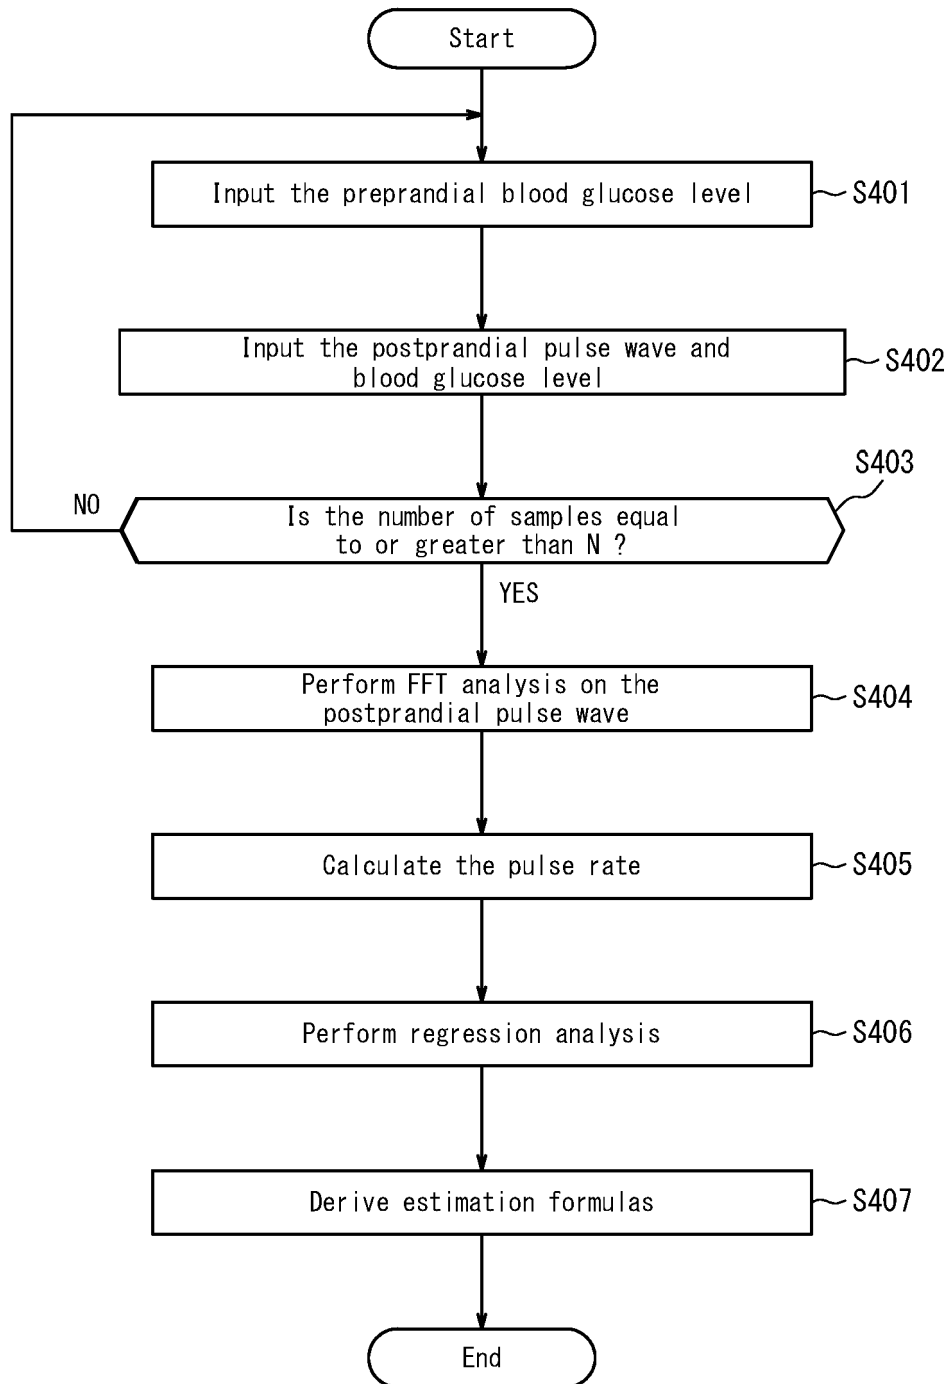 Start
Input the preprandial blood glucose level
S401
Input the postprandial pulse wave and
blood glucose level
S402
S403
NO
Is the number of samples equal
to or greater than N ?
YES
Perform FFT analysis on the
postprandial pulse wave
S404
Calculate the pulse rate
S405
Perform regression analysis
S406
Derive estimation formulas
S407
End